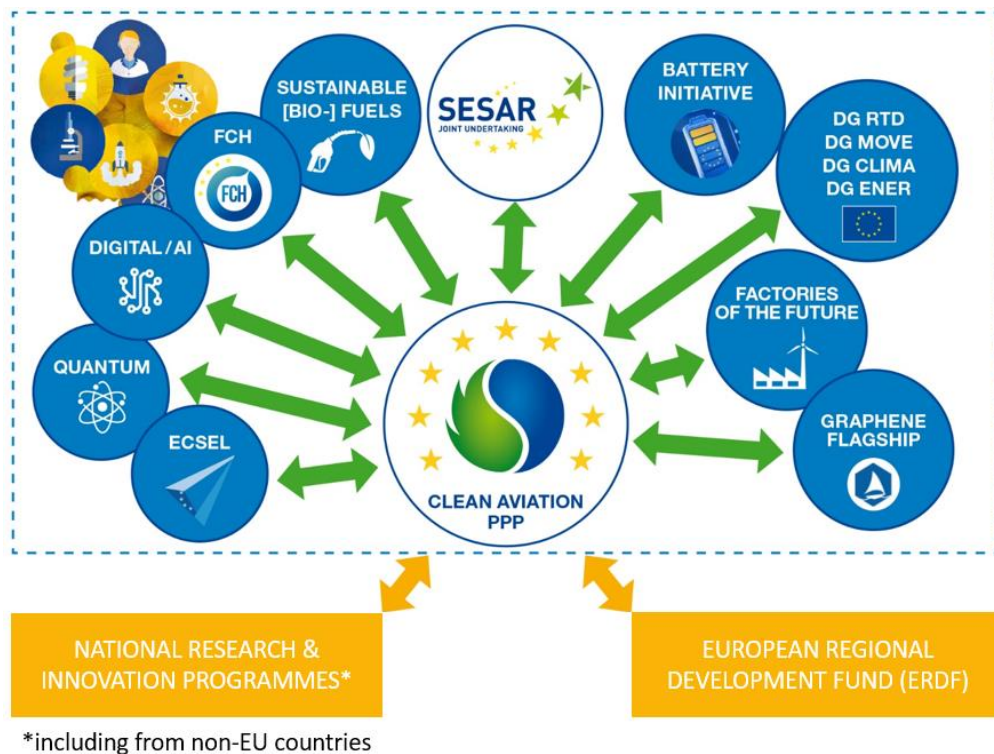 SUSTAINABLE
[BIO-] FUELS
SESAR
JOINT UNDERTAKING
BATTERY
INITIATIVE
DG RTD
DG MOVE
DG CLIMA
DG ENER
FCH
FCH
DIGITAL / AI
FACTORIES
OF THE FUTURE
QUANTUM
GRAPHENE
FLAGSHIP
ECSEL
CLEAN AVIATION
PPP
NATIONAL RESEARCH &
INNOVATION PROGRAMMES*
EUROPEAN REGIONAL
DEVELOPMENT FUND (ERDF)
*including from non-EU countries